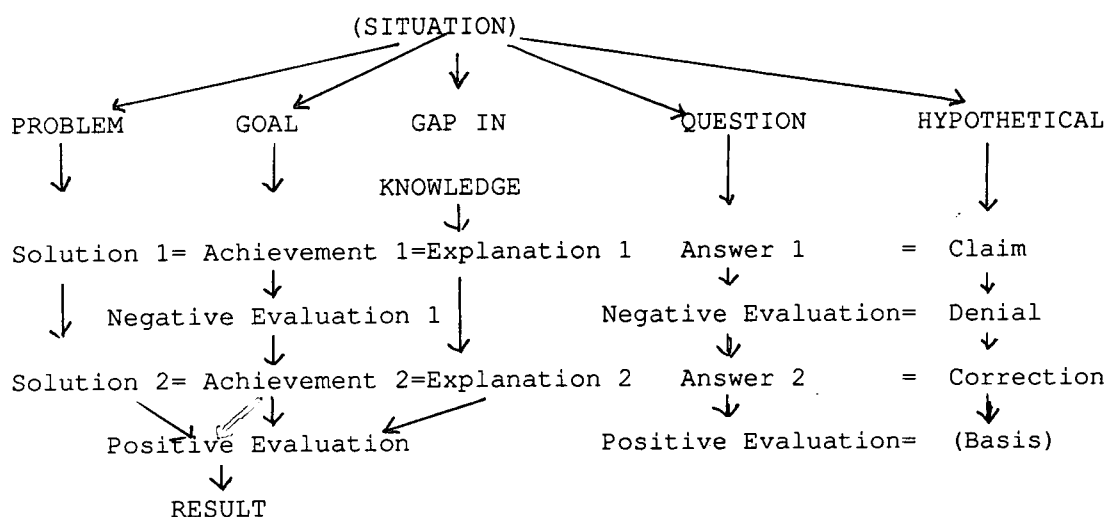 (SITUATION)
PROBLEM GOAL GAP IN QUESTION HYPOTHETICAL
KNOWLEDGE
Solution 1= Achievement 1=Explanation 1 Answer 1 = Claim
Negative Evaluation 1 Negative Evaluation= Denial
Solution 2= Achievement 2=Explanation 2 Answer 2 = Correction
Positive Evaluation Positive Evaluation= (Basis)
RESULT